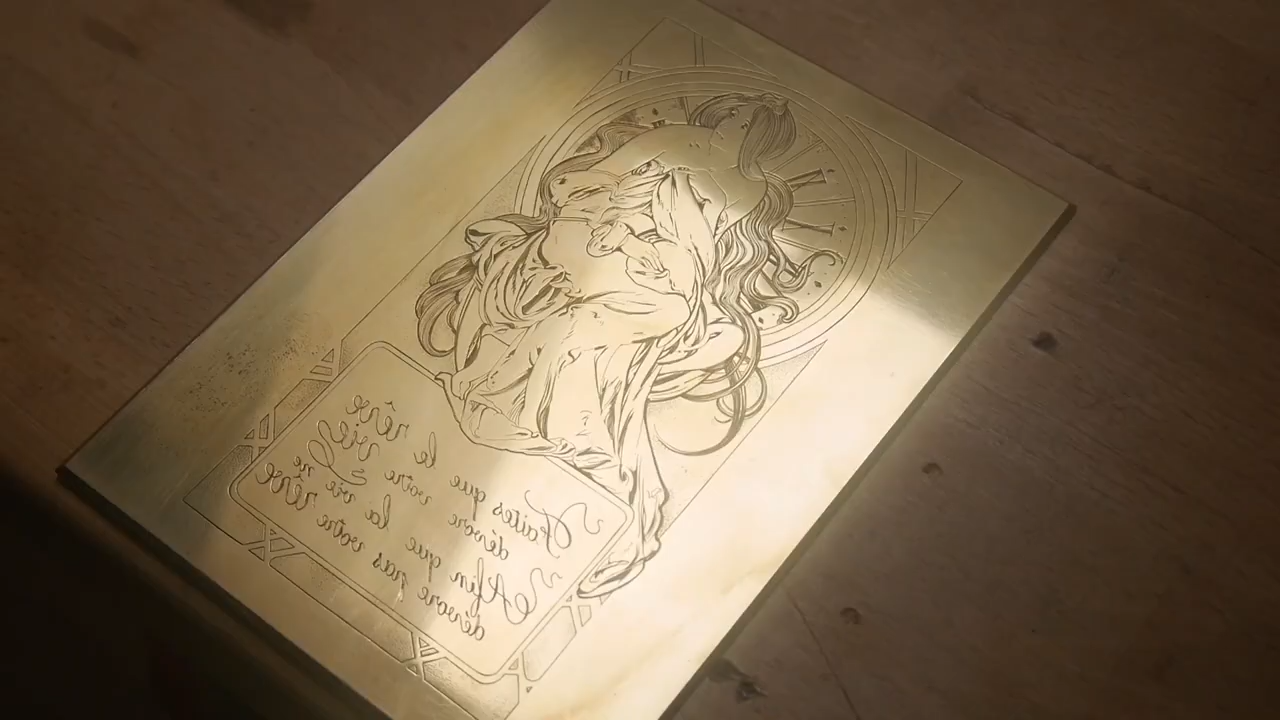 Faites que le rêve
dévore votre vie
Afin que la vie ne
dévore pas votre rêve